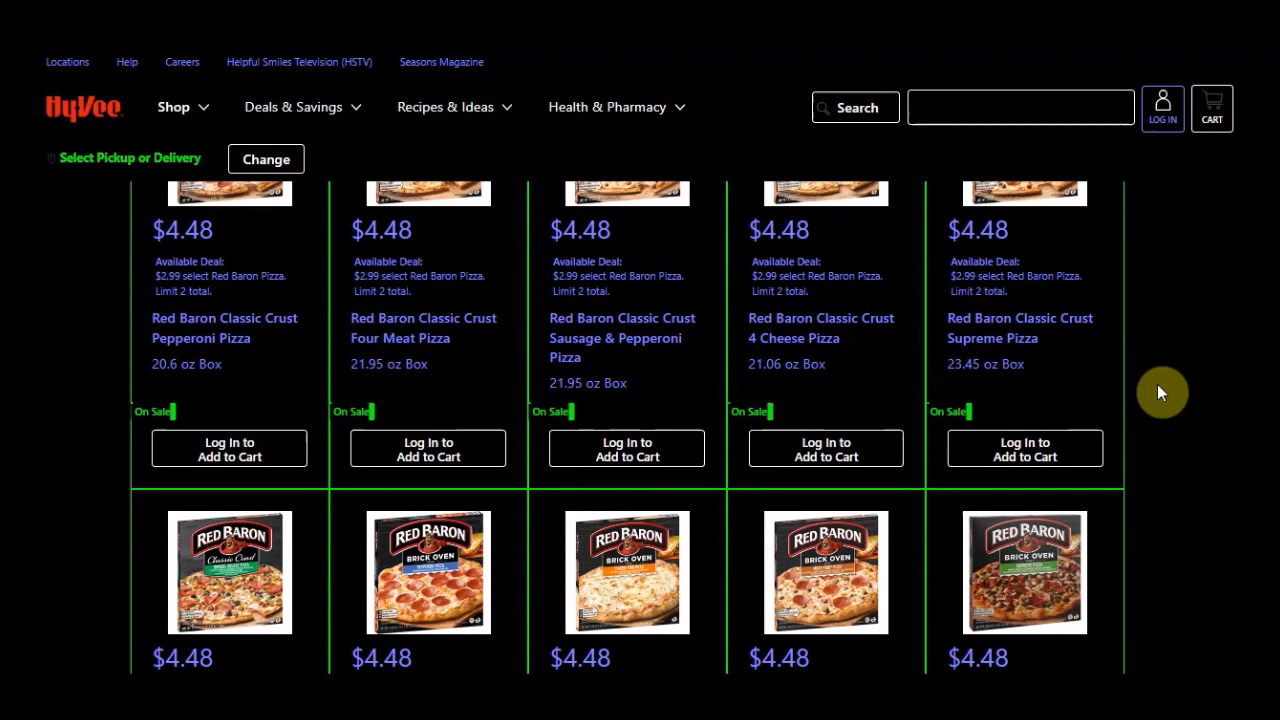 Locations Help Careers Helpful Smiles Television (HSTV) Seasons Magazine
HyVee Shop Deals & Savings Recipes & Ideas Health & Pharmacy Search LOG IN CART
Select Pickup or Delivery Change
$4.48 $4.48 $4.48 $4.48 $4.48
Available Deal: Available Deal: Available Deal: Available Deal: Available Deal:
$2.99 select Red Baron Pizza. $2.99 select Red Baron Pizza. $2.99 select Red Baron Pizza. $2.99 select Red Baron Pizza. $2.99 select Red Baron Pizza.
Limit 2 total. Limit 2 total. Limit 2 total. Limit 2 total. Limit 2 total.
Red Baron Classic Crust Red Baron Classic Crust Red Baron Classic Crust Red Baron Classic Crust Red Baron Classic Crust
Pepperoni Pizza Four Meat Pizza Sausage & Pepperoni 4 Cheese Pizza Supreme Pizza
Pizza
20.6 oz Box 21.95 oz Box 21.06 oz Box 23.45 oz Box
21.95 oz Box
On Sale On Sale On Sale On Sale On Sale
Log In to Log In to Log In to Log In to Log In to
Add to Cart Add to Cart Add to Cart Add to Cart Add to Cart
RED BARON RED BARON RED BARON RED BARON RED BARON
Classic Crust BRICK OVEN BRICK OVEN BRICK OVEN BRICK OVEN
$4.48 $4.48 $4.48 $4.48 $4.48